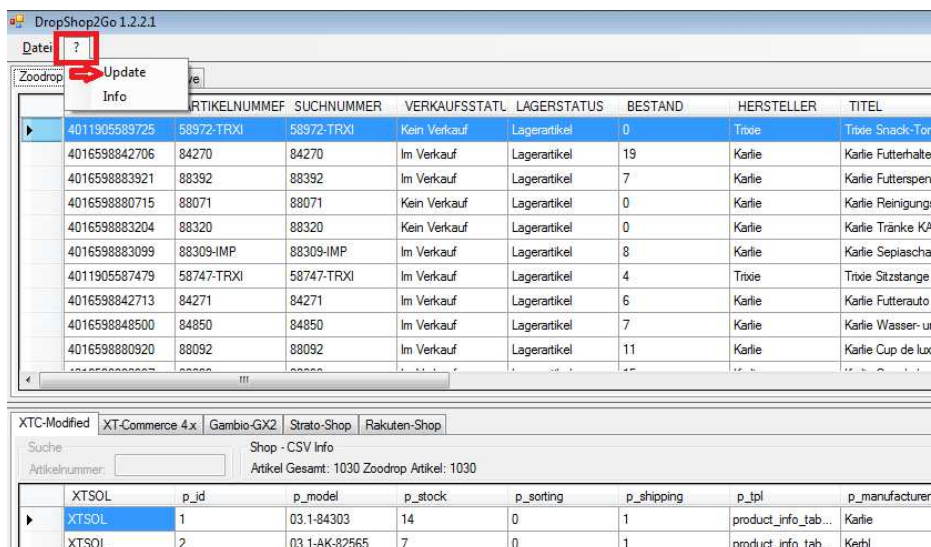 DropShop2Go 1.2.2.1
Datei ?
Update
Info
Zoodrop
ve
ARTIKELNUMMER SUCHNUMMER VERKAUFSSTATU LAGERSTATUS BESTAND HERSTELLER TITEL
4011905589725 58972-TRXI 58972-TRXI Kein Verkauf Lagerartikel 0 Trixie Trixie Snack-Tor
4016598842706 84270 84270 Im Verkauf Lagerartikel 19 Karlie Karlie Futterhalte
4016598883921 88392 88392 Im Verkauf Lagerartikel 7 Karlie Karlie Futterspen
4016598880715 88071 88071 Kein Verkauf Lagerartikel 0 Karlie Karlie Reinigungs
4016598883204 88320 88320 Kein Verkauf Lagerartikel 0 Karlie Karlie Tränke KA
4016598883099 88309-IMP 88309-IMP Im Verkauf Lagerartikel 8 Karlie Karlie Sepiascha
4011905587479 58747-TRXI 58747-TRXI Im Verkauf Lagerartikel 4 Trixie Trixie Sitzstange
4016598842713 84271 84271 Im Verkauf Lagerartikel 6 Karlie Karlie Futterauto
4016598848500 84850 84850 Im Verkauf Lagerartikel 7 Karlie Karlie Wasser- u
4016598880920 88092 88092 Im Verkauf Lagerartikel 11 Karlie Karlie Cup de lux
XTC-Modified XT-Commerce 4.x Gambio-GX2 Strato-Shop Rakuten-Shop
Suche Shop - CSV Info
Artikelnummer: Artikel Gesamt: 1030 Zoodrop Artikel: 1030
XTSOL p_id p_model p_stock p_sorting p_shipping p_tpl p_manufacturer
XTSOL 1 03.1-84303 14 0 1 product_info_tab... Karlie
XTSOL 2 03.1-AK-82565 7 0 1 product_info_tab... Kerbl